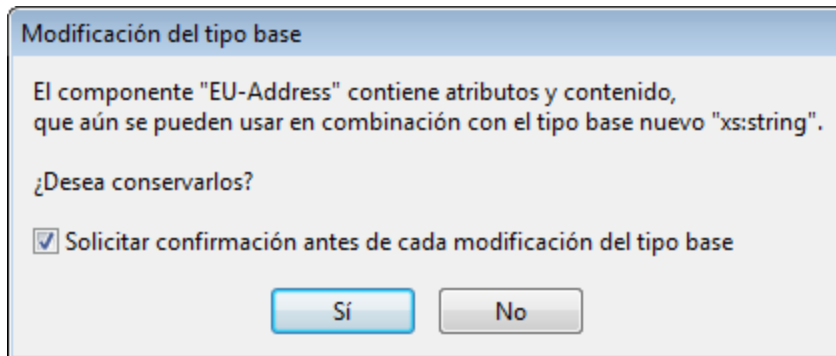 Modificación del tipo base
El componente "EU-Address" contiene atributos y contenido,
que aún se pueden usar en combinación con el tipo base nuevo "xs:string".
¿Desea conservarlos?
Solicitar confirmación antes de cada modificación del tipo base
Sí No